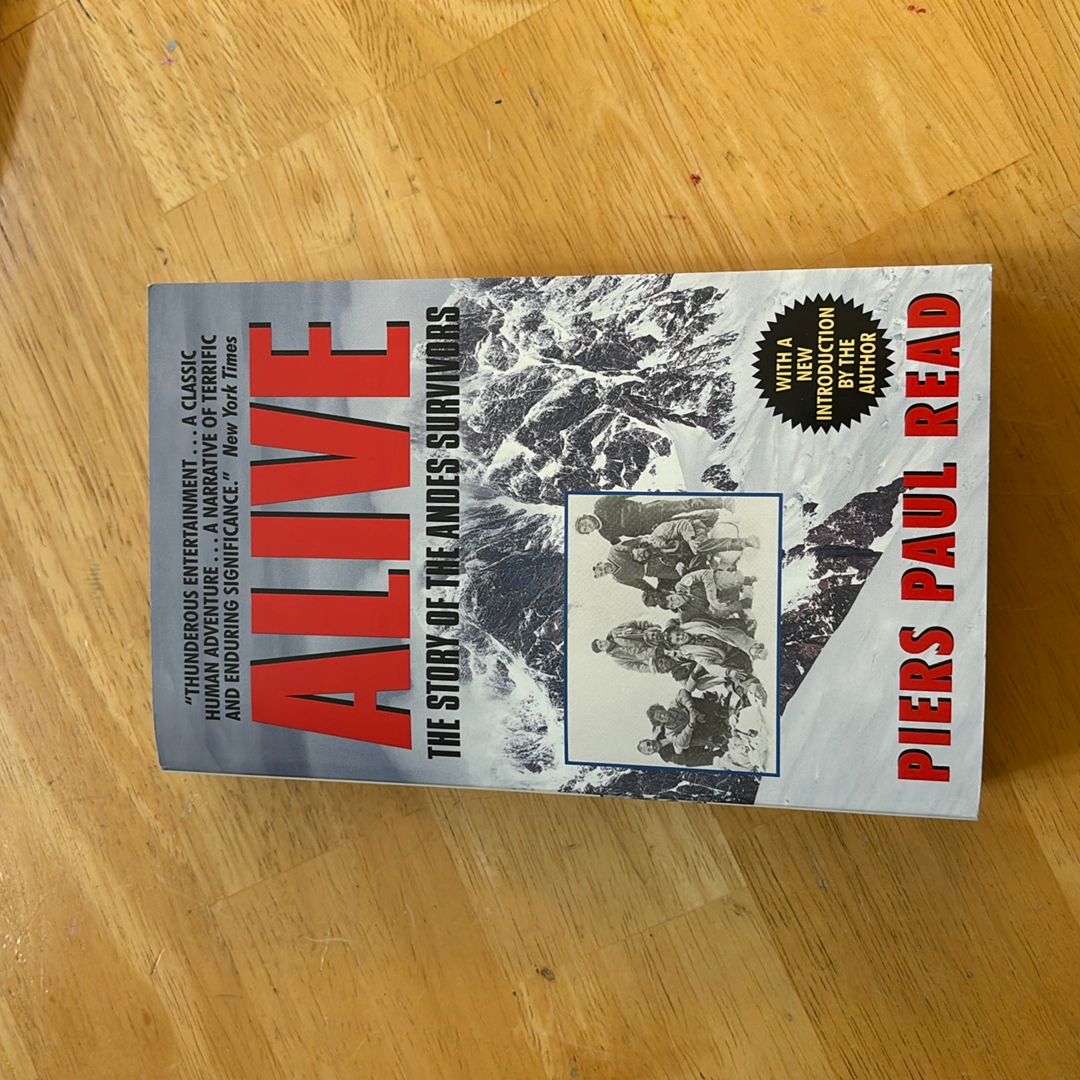 “THUNDEROUS ENTERTAINMENT . . . A CLASSIC
HUMAN ADVENTURE . . . A NARRATIVE OF TERRIFIC
AND ENDURING SIGNIFICANCE.” New York Times
ALIVE
THE STORY OF THE ANDES SURVIVORS
WITH A
NEW
INTRODUCTION
BY THE
AUTHOR
PIERS PAUL READ